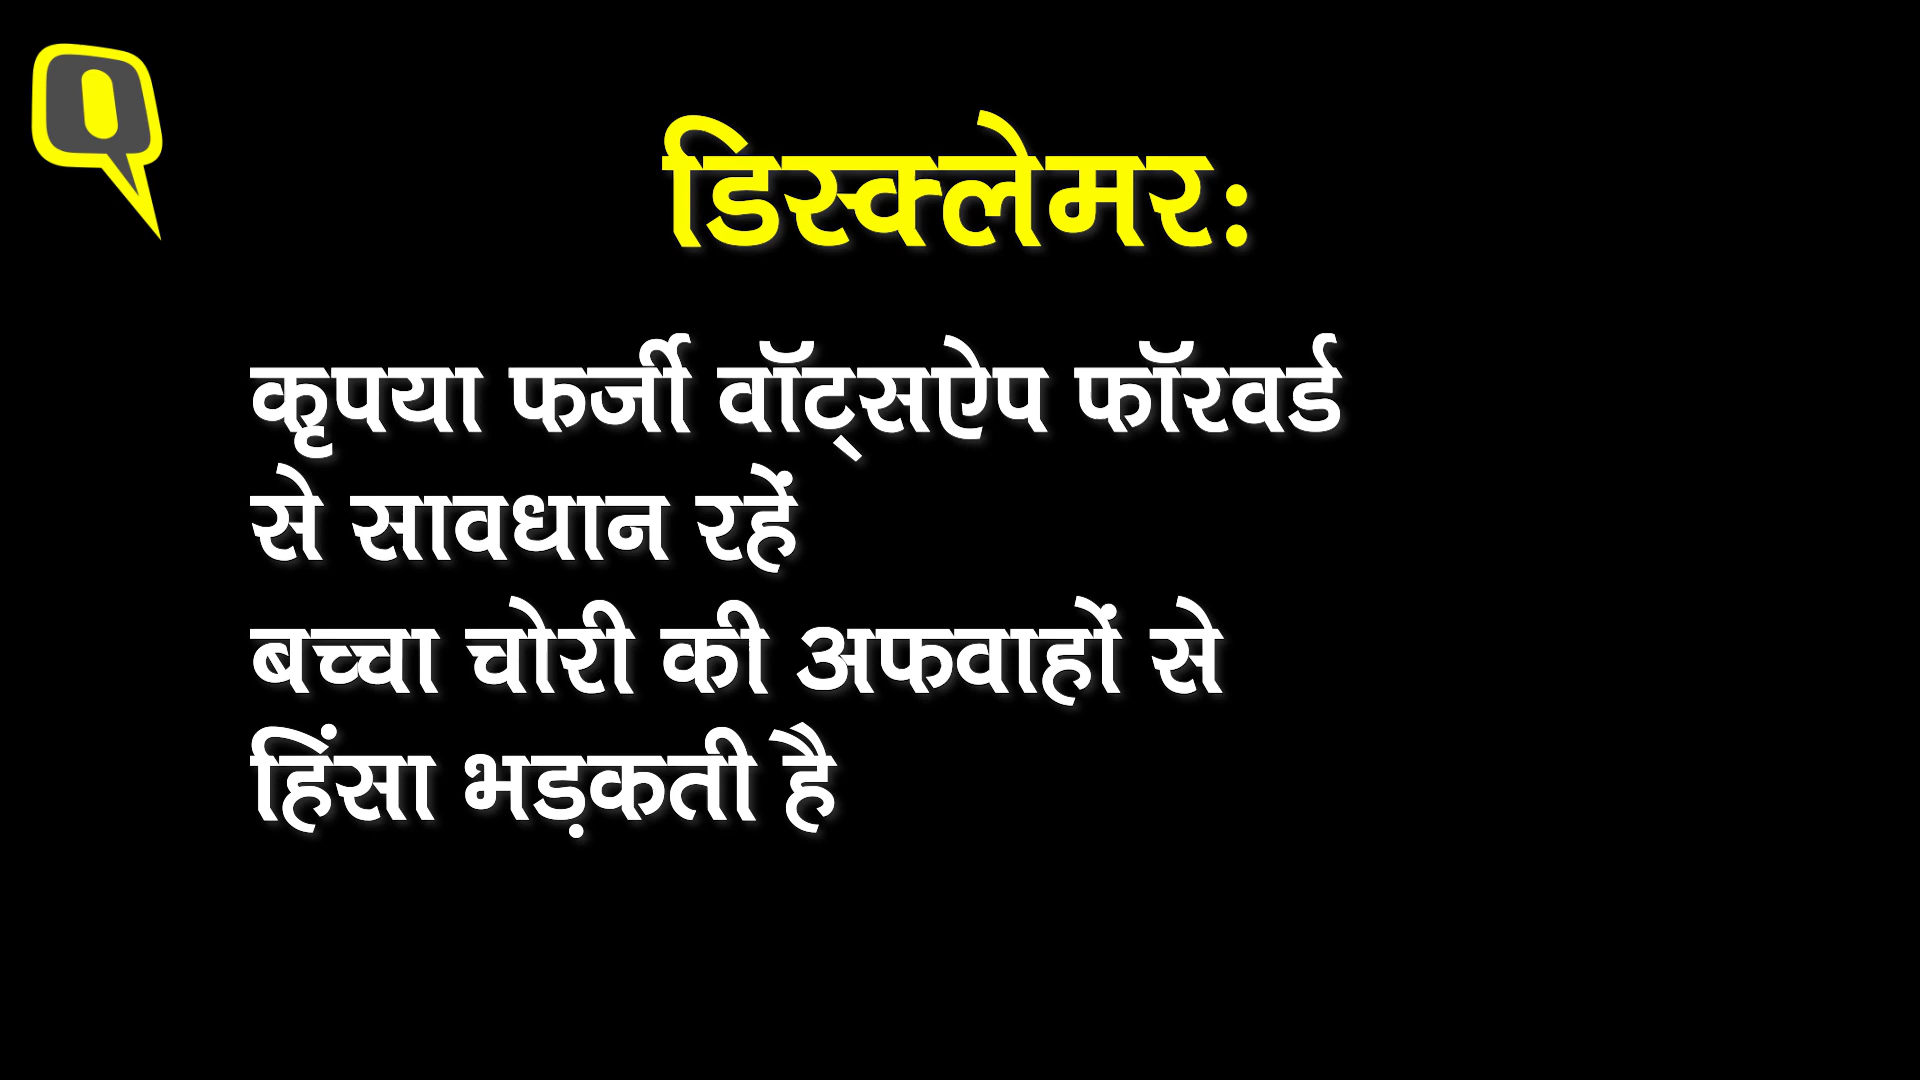 डिस्क्लेमर:
कृपया फर्जी वॉट्सऐप फॉरवर्ड
से सावधान रहें
बच्चा चोरी की अफवाहों से
हिंसा भड़कती है